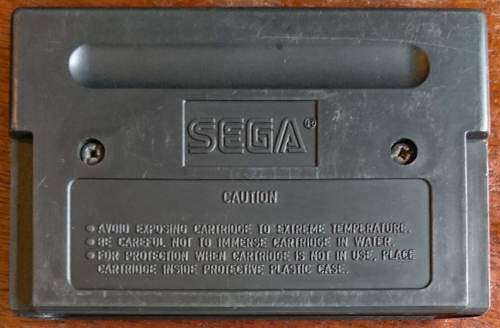 SEGA®
CAUTION
● AVOID EXPOSING CARTRIDGE TO EXTREME TEMPERATURE.
● BE CAREFUL NOT TO IMMERSE CARTRIDGE IN WATER.
● FOR PROTECTION WHEN CARTRIDGE IS NOT IN USE, PLACE
CARTRIDGE INSIDE PROTECTIVE PLASTIC CASE.